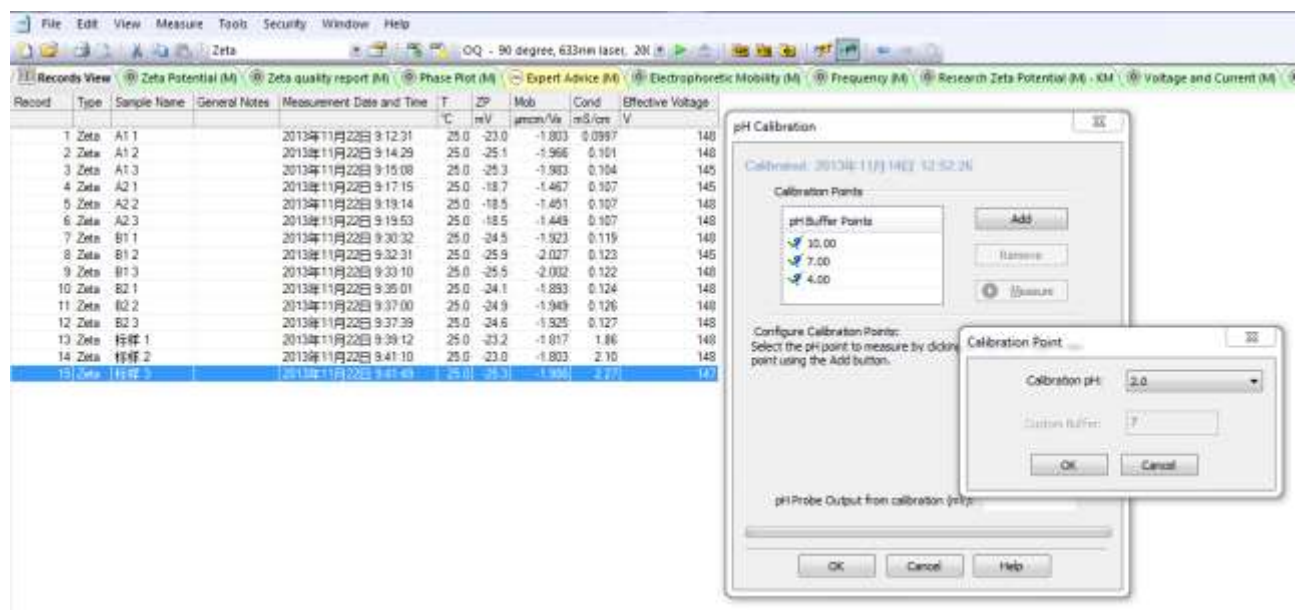 File Edit View Measure Tools Security Window Help
Zeta OQ - 90 degree, 633nm laser, 20(
Records View Zeta Potential (M) Zeta quality report (M) Phase Plot (M) Expert Advice (M) Electrophoretic Mobility (M) Frequency (M) Research Zeta Potential (M) - KM Voltage and Current (M)
Record Type Sample Name General Notes Measurement Date and Time T ZP Mob Cond Effective Voltage
°C mV µmcm/Vs mS/cm V
1 Zeta A1 1 2013年11月22日 9:12:31 25.0 -23.0 -1.803 0.0997 148
2 Zeta A1 2 2013年11月22日 9:14:29 25.0 -25.1 -1.966 0.101 148
3 Zeta A1 3 2013年11月22日 9:15:08 25.0 -25.3 -1.983 0.104 145
4 Zeta A2 1 2013年11月22日 9:17:15 25.0 -18.7 -1.467 0.107 145
5 Zeta A2 2 2013年11月22日 9:19:14 25.0 -18.5 -1.451 0.107 148
6 Zeta A2 3 2013年11月22日 9:19:53 25.0 -18.5 -1.449 0.107 148
7 Zeta B1 1 2013年11月22日 9:30:32 25.0 -24.5 -1.923 0.119 148
8 Zeta B1 2 2013年11月22日 9:32:31 25.0 -25.9 -2.027 0.123 145
9 Zeta B1 3 2013年11月22日 9:33:10 25.0 -25.5 -2.002 0.122 148
10 Zeta B2 1 2013年11月22日 9:35:01 25.0 -24.1 -1.893 0.124 148
11 Zeta B2 2 2013年11月22日 9:37:00 25.0 -24.9 -1.949 0.126 148
12 Zeta B2 3 2013年11月22日 9:37:39 25.0 -24.6 -1.925 0.127 148
13 Zeta 标样 1 2013年11月22日 9:39:12 25.0 -23.2 -1.817 1.86 148
14 Zeta 标样 2 2013年11月22日 9:41:10 25.0 -23.0 -1.803 2.10 148
15 Zeta 标样 3 2013年11月22日 9:41:49 25.0 -25.3 -1.986 2.27 147
pH Calibration
Calibrated: 2013年11月14日 12:52:26
Calibration Points
pH Buffer Points
10.00
7.00
4.00
Add
Remove
Measure
Configure Calibration Points:
Select the pH point to measure by clicking
point using the Add button.
pH Probe Output from calibration (mV):
OK Cancel Help
Calibration Point
Calibration pH: 2.0
Custom Buffer: 7
OK Cancel